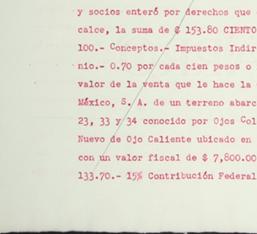 y socios enteró por derechos que
calce, la suma de $ 153.80 CIENTO
100.- Conceptos.- Impuestos Indir
nio.- 0.70 por cada cien pesos o
valor de la venta que le hace la
México, S. A. de un terreno abarc
23, 33 y 34 conocido por Ojos Col
Nuevo de Ojo Caliente ubicado en
con un valor fiscal de $ 7,800.00
133.70.- 15% Contribución Federal